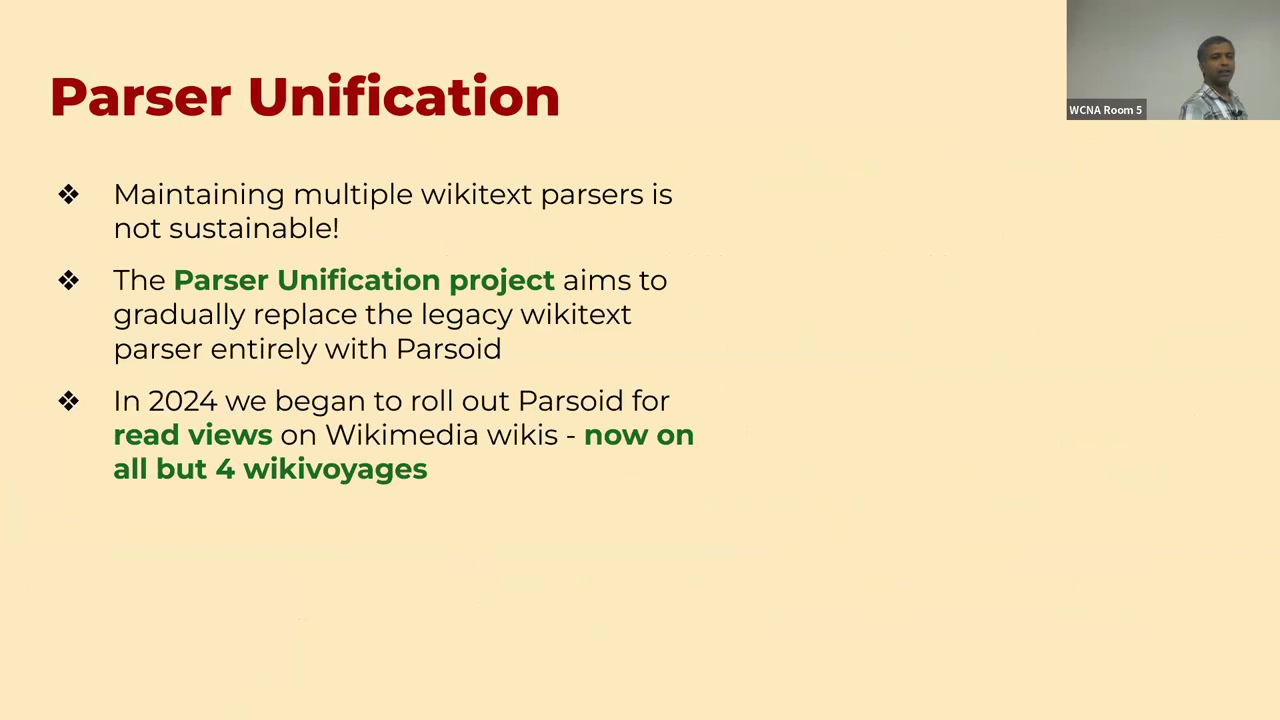 Parser Unification
WCNA Room 5
❖ Maintaining multiple wikitext parsers is
not sustainable!
❖ The Parser Unification project aims to
gradually replace the legacy wikitext
parser entirely with Parsoid
❖ In 2024 we began to roll out Parsoid for
read views on Wikimedia wikis - now on
all but 4 wikivoyages